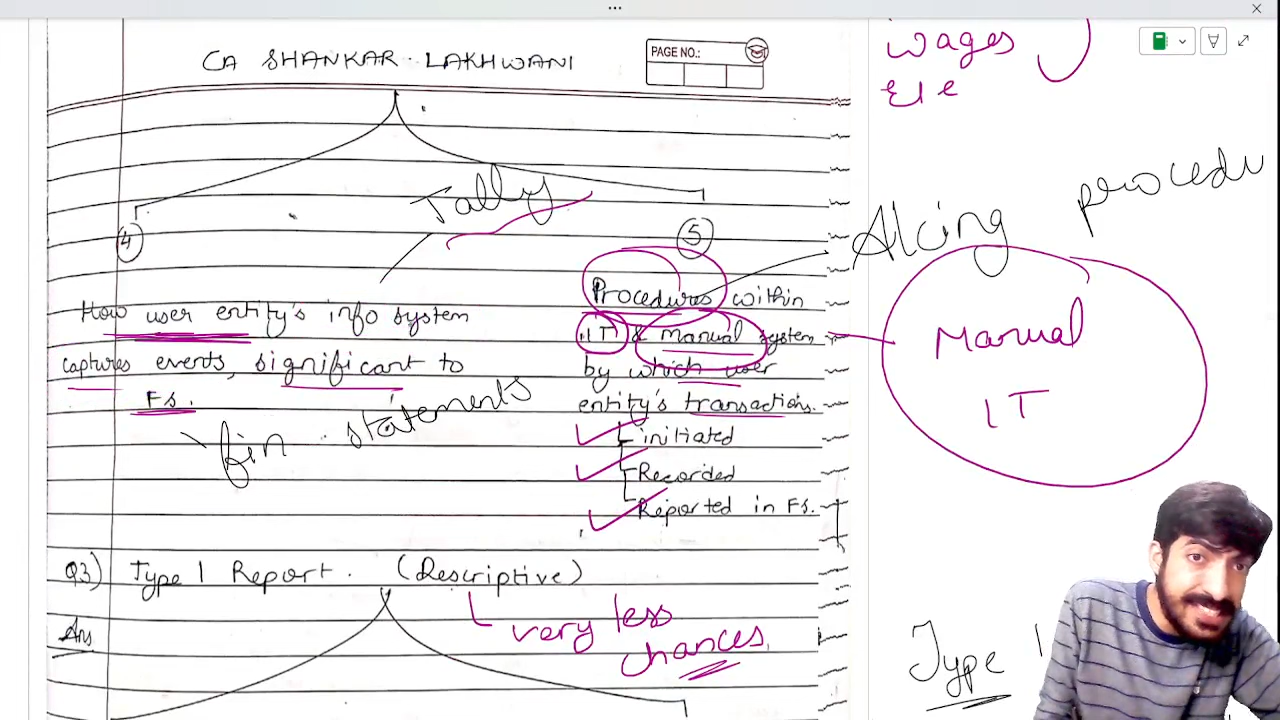 CA SHANKAR LAKHWANI
PAGE NO.:
wages
Tally
procedu
4
5
How user entity's info system
captures events, significant to
FS.
fin statements
Procedures within
IT & manual system
by which user
entity's transactions.
initiated
Recorded
Reported in FS.
Manual
IT
Q3) Type 1 Report. (Descriptive)
Ans
very less
chances
Type 1